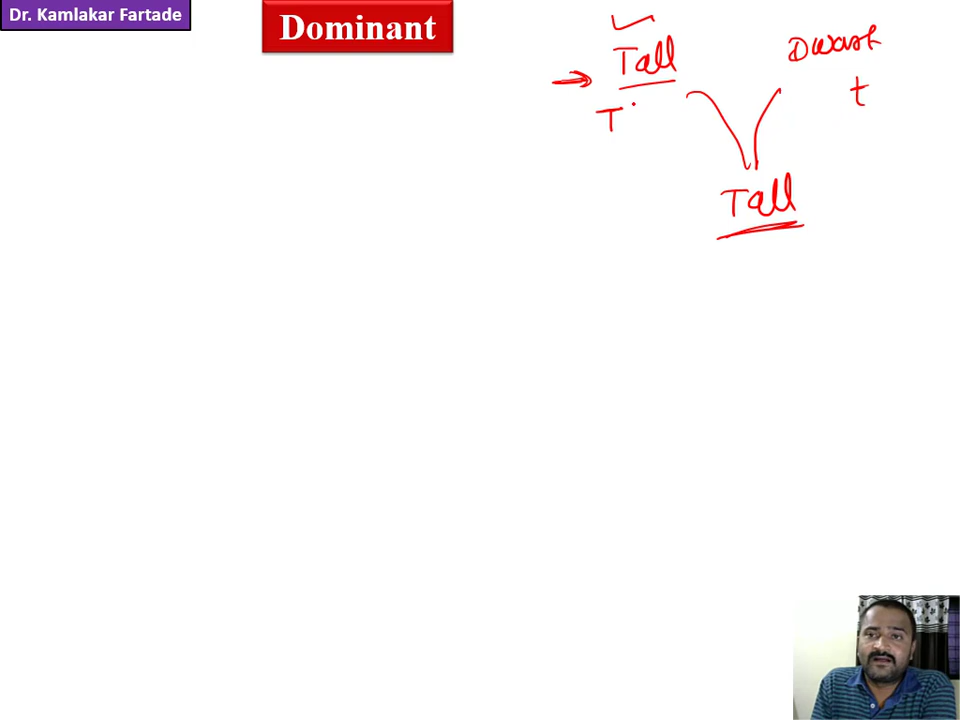 Dr. Kamlakar Fartade
Dominant
Tall
Dwarf
T
t
Tall